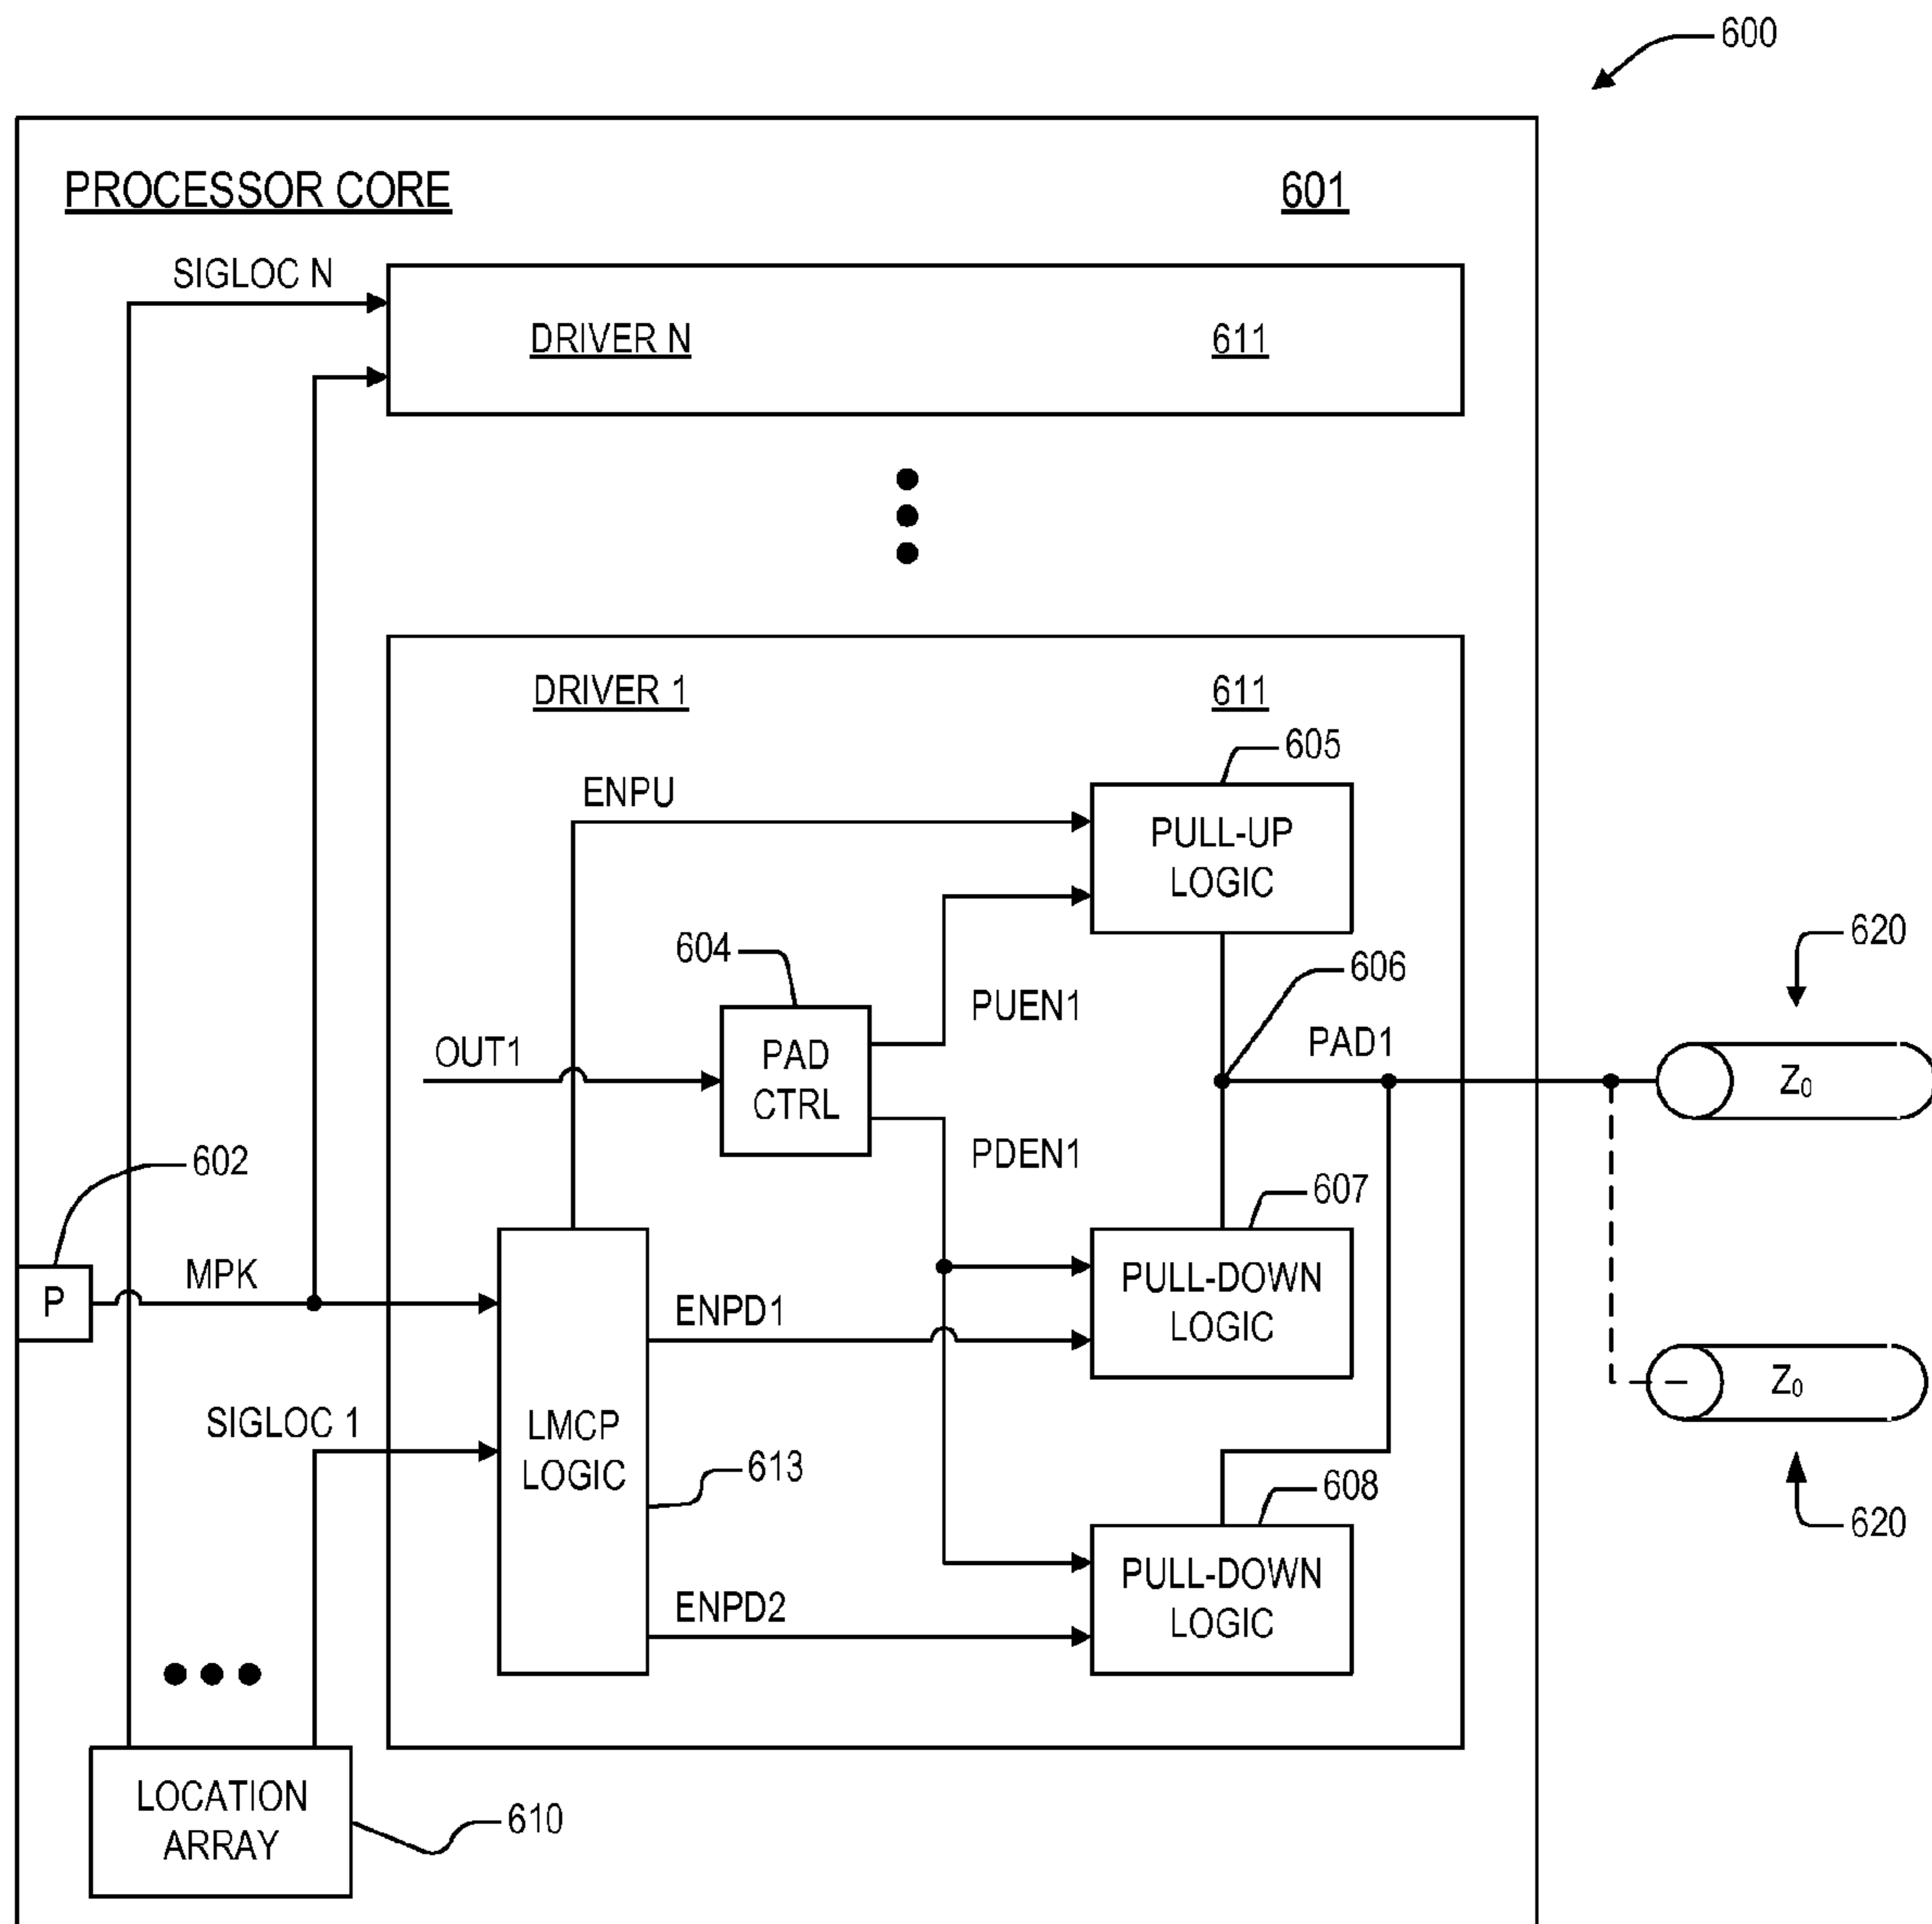 600
PROCESSOR CORE 601
SIGLOC N
DRIVER N 611
DRIVER 1 611
605
ENPU
PULL-UP
LOGIC
604
606
620
PUEN1
OUT1
PAD
CTRL
PAD1
Z0
PDEN1
602
607
MPK
P
PULL-DOWN
LOGIC
ENPD1
Z0
SIGLOC 1
LMCP
LOGIC
613
608
620
PULL-DOWN
LOGIC
ENPD2
LOCATION
ARRAY
610